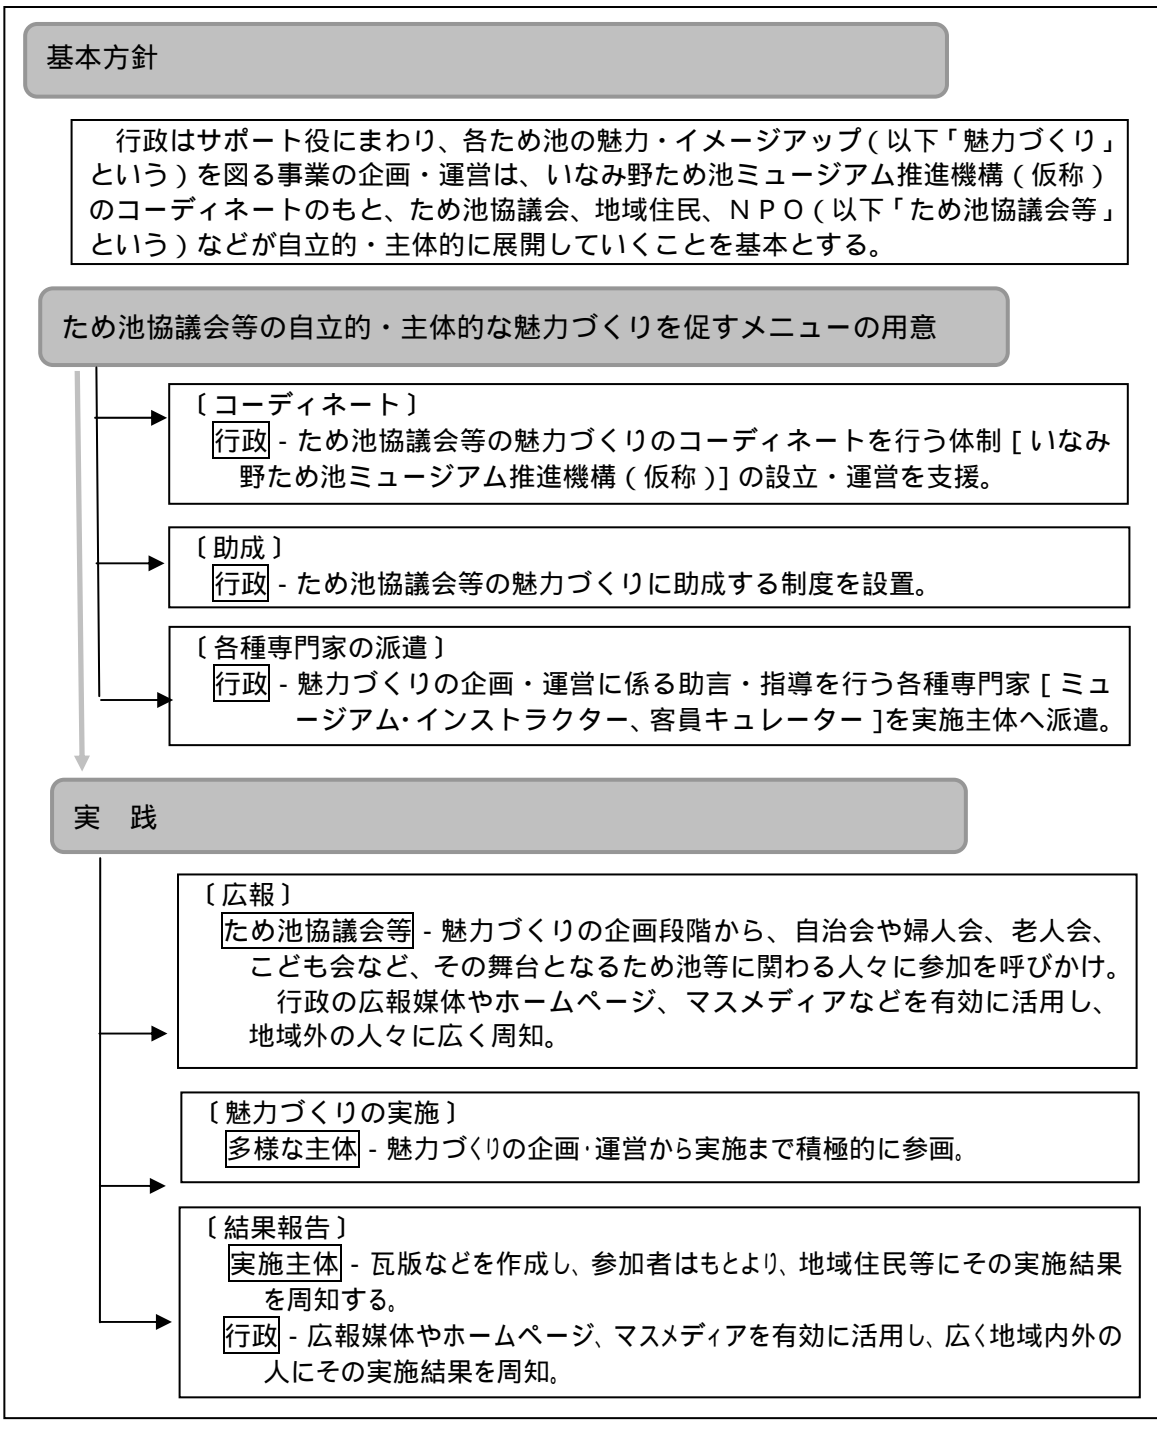 基本方針
行政はサポート役にまわり、各ため池の魅力・イメージアップ(以下「魅力づくり」
という)を図る事業の企画・運営は、いなみ野ため池ミュージアム推進機構(仮称)
のコーディネートのもと、ため池協議会、地域住民、NPO(以下「ため池協議会等」
という)などが自立的・主体的に展開していくことを基本とする。
ため池協議会等の自立的・主体的な魅力づくりを促すメニューの用意
〔コーディネート〕
行政 - ため池協議会等の魅力づくりのコーディネートを行う体制[いなみ
野ため池ミュージアム推進機構(仮称)]の設立・運営を支援。
〔助成〕
行政 - ため池協議会等の魅力づくりに助成する制度を設置。
〔各種専門家の派遣〕
行政 - 魅力づくりの企画・運営に係る助言・指導を行う各種専門家[ミュ
ージアム・インストラクター、客員キュレーター]を実施主体へ派遣。
実 践
〔広報〕
ため池協議会等 - 魅力づくりの企画段階から、自治会や婦人会、老人会、
こども会など、その舞台となるため池等に関わる人々に参加を呼びかけ。
行政の広報媒体やホームページ、マスメディアなどを有効に活用し、
地域外の人々に広く周知。
〔魅力づくりの実施〕
多様な主体 - 魅力づくりの企画・運営から実施まで積極的に参画。
〔結果報告〕
実施主体 - 瓦版などを作成し、参加者はもとより、地域住民等にその実施結果
を周知する。
行政 - 広報媒体やホームページ、マスメディアを有効に活用し、広く地域内外の
人にその実施結果を周知。